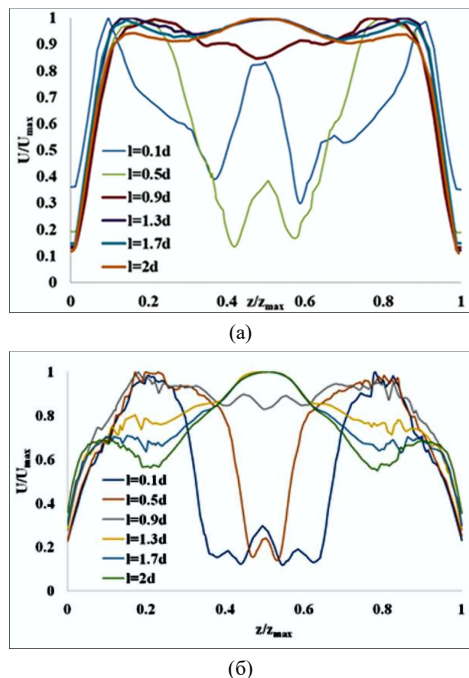 U/Umax
1
0.9
0.8
0.7
0.6
0.5
0.4
0.3
0.2
0.1
0
l=0.1d
l=0.5d
l=0.9d
l=1.3d
l=1.7d
l=2d
0 0.2 0.4 0.6 0.8 1
z/zmax
(а)
U/Umax
1
0.8
0.6
0.4
0.2
0
l=0.1d
l=0.5d
l=0.9d
l=1.3d
l=1.7d
l=2d
0 0.2 0.4 0.6 0.8 1
z/zmax
(б)